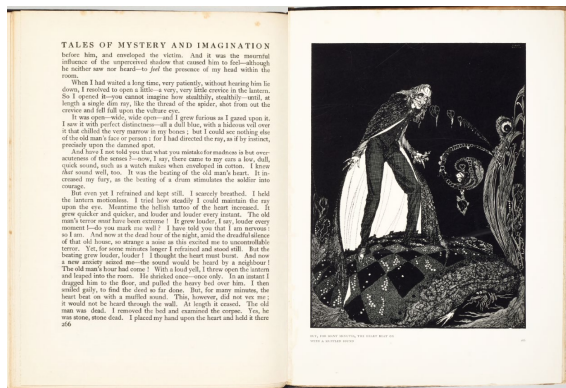 TALES OF MYSTERY AND IMAGINATION
before him, and enveloped the victim. And it was the mournful
influence of the unperceived shadow that caused him to feel—although
he neither saw nor heard—to feel the presence of my head within the
room.
When I had waited a long time, very patiently, without hearing him lie
down, I resolved to open a little—a very, very little crevice in the lantern.
So I opened it—you cannot imagine how stealthily, stealthily—until, at
length a single dim ray, like the thread of the spider, shot from out the
crevice and fell full upon the vulture eye.
It was open—wide, wide open—and I grew furious as I gazed upon it.
I saw it with perfect distinctness—all a dull blue, with a hideous veil over
it that chilled the very marrow in my bones; but I could see nothing else
of the old man's face or person: for I had directed the ray, as if by instinct,
precisely upon the damned spot.
And have I not told you that what you mistake for madness is but over-
acuteness of the senses?—now, I say, there came to my ears a low, dull,
quick sound, such as a watch makes when enveloped in cotton. I knew
that sound well, too. It was the beating of the old man's heart. It in-
creased my fury, as the beating of a drum stimulates the soldier into
courage.
But even yet I refrained and kept still. I scarcely breathed. I held
the lantern motionless. I tried how steadily I could maintain the ray
upon the eye. Meantime the hellish tattoo of the heart increased. It
grew quicker and quicker, and louder and louder every instant. The old
man's terror must have been extreme! It grew louder, I say, louder every
moment!—do you mark me well? I have told you that I am nervous:
so I am. And now at the dead hour of the night, amid the dreadful silence
of that old house, so strange a noise as this excited me to uncontrollable
terror. Yet, for some minutes longer I refrained and stood still. But the
beating grew louder, louder! I thought the heart must burst. And now
a new anxiety seized me—the sound would be heard by a neighbour!
The old man's hour had come! With a loud yell, I threw open the lantern
and leaped into the room. He shrieked once—once only. In an instant I
dragged him to the floor, and pulled the heavy bed over him. I then
smiled gaily, to find the deed so far done. But, for many minutes, the
heart beat on with a muffled sound. This, however, did not vex me;
it would not be heard through the wall. At length it ceased. The old
man was dead. I removed the bed and examined the corpse. Yes, he
was stone, stone dead. I placed my hand upon the heart and held it there
266
BUT, FOR MANY MINUTES, THE HEART BEAT ON
WITH A MUFFLED SOUND